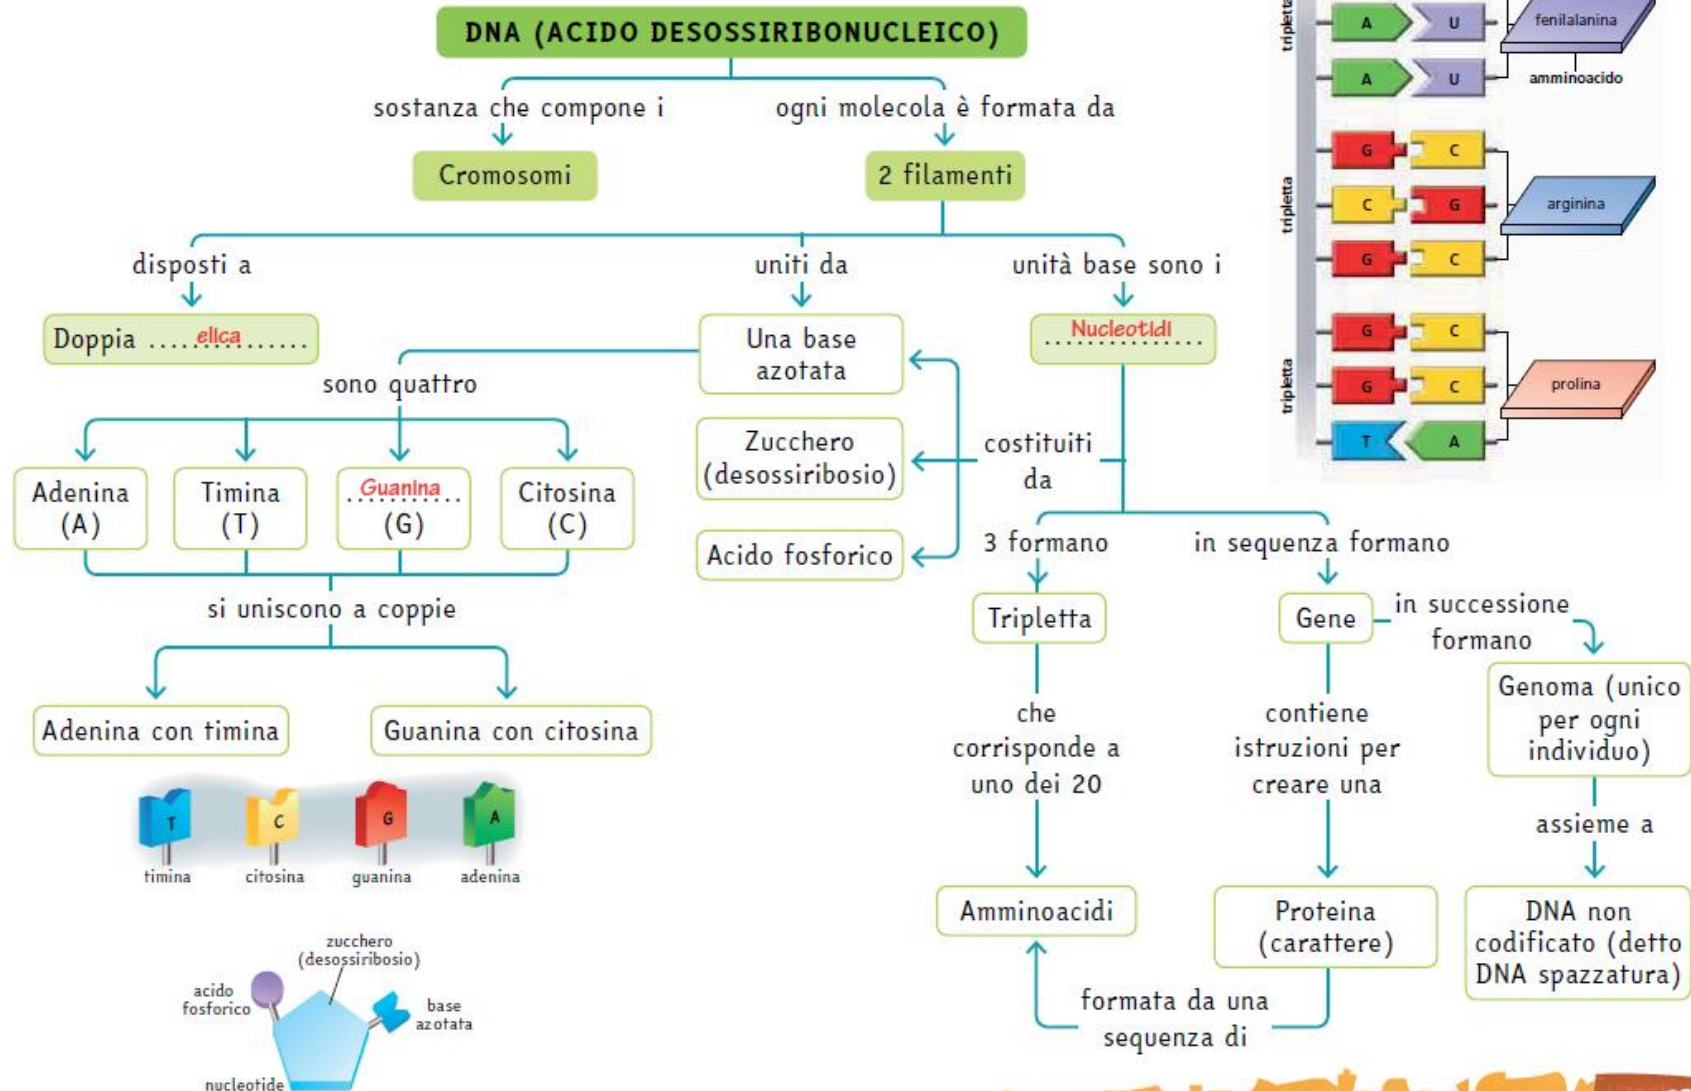 DNA (ACIDO DESOSSIRIBONUCLEICO)
sostanza che compone i
ogni molecola è formata da
Cromosomi
2 filamenti
disposti a
uniti da
unità base sono i
Doppia ......elica..........
Una base
azotata
Nucleotidi
...............
sono quattro
Zucchero
(desossiribosio)
costituiti
da
Adenina
(A)
Timina
(T)
Guanina
...........
(G)
Citosina
(C)
Acido fosforico
3 formano
in sequenza formano
si uniscono a coppie
Tripletta
Gene
in successione
formano
Adenina con timina
Guanina con citosina
che
corrisponde a
uno dei 20
contiene
istruzioni per
creare una
Genoma (unico
per ogni
individuo)
assieme a
T
C
G
A
timina
citosina
guanina
adenina
Amminoacidi
Proteina
(carattere)
DNA non
codificato (detto
DNA spazzatura)
formata da una
sequenza di
zucchero
(desossiribosio)
acido
fosforico
base
azotata
nucleotide
tripletta
A U
fenilalanina
A U
amminoacido
tripletta
G C
C G
arginina
G C
tripletta
G C
G C
prolina
T A